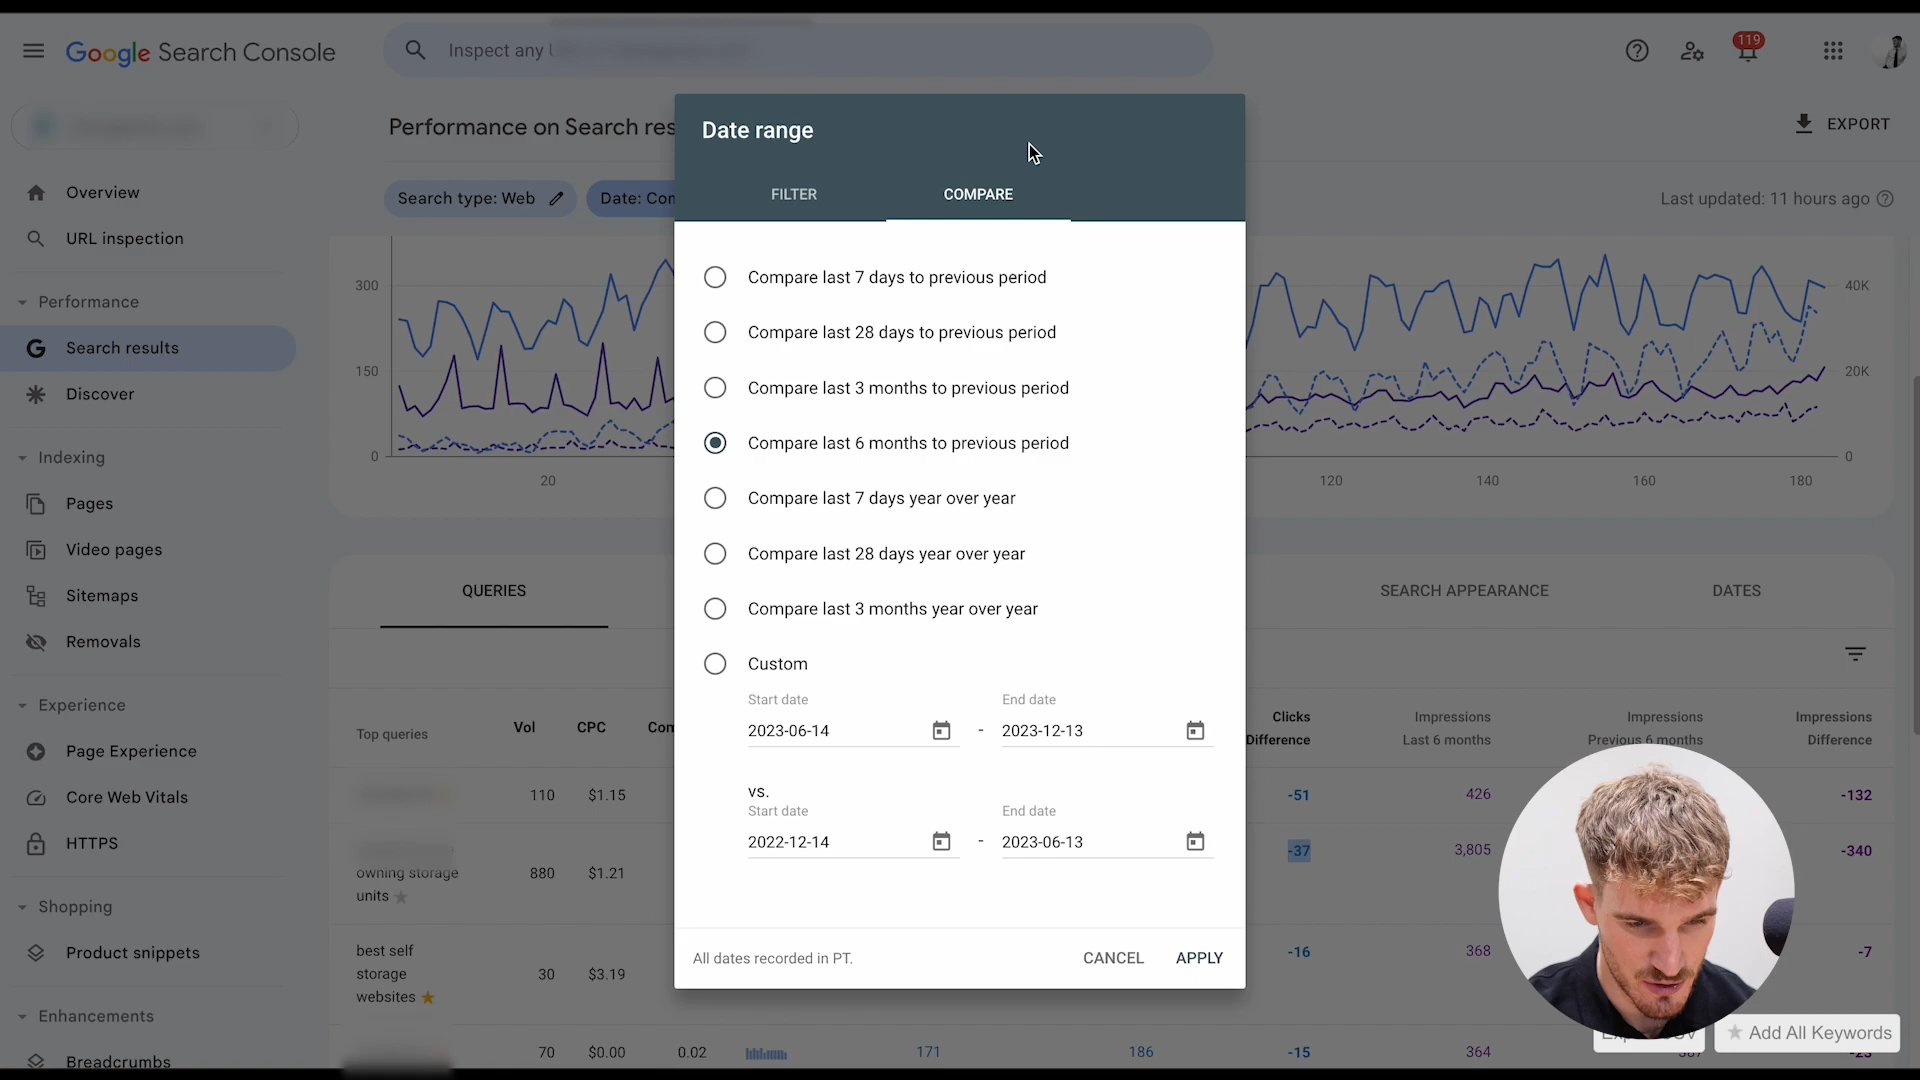 Google Search Console
Inspect any
119
Performance on Search res
EXPORT
Search type: Web
Date: Con
Last updated: 11 hours ago
Overview
URL inspection
Performance
Search results
Discover
Indexing
Pages
Video pages
Sitemaps
Removals
Experience
Page Experience
Core Web Vitals
HTTPS
Shopping
Product snippets
Enhancements
Breadcrumbs
Date range
FILTER
COMPARE
Compare last 7 days to previous period
Compare last 28 days to previous period
Compare last 3 months to previous period
Compare last 6 months to previous period
Compare last 7 days year over year
Compare last 28 days year over year
Compare last 3 months year over year
Custom
Start date
End date
2023-06-14
-
2023-12-13
vs.
Start date
End date
2022-12-14
-
2023-06-13
All dates recorded in PT.
CANCEL
APPLY
300
150
0
40K
20K
0
20
120
140
160
180
QUERIES
SEARCH APPEARANCE
DATES
Top queries
Vol
CPC
Com
Clicks
Difference
Impressions
Last 6 months
Impressions
Previous 6 months
Impressions
Difference
110
$1.15
-51
426
-132
owning storage
units
880
$1.21
-37
3,805
-340
best self
storage
websites
30
$3.19
-16
368
-7
70
$0.00
0.02
171
186
-15
364
-23
Add All Keywords